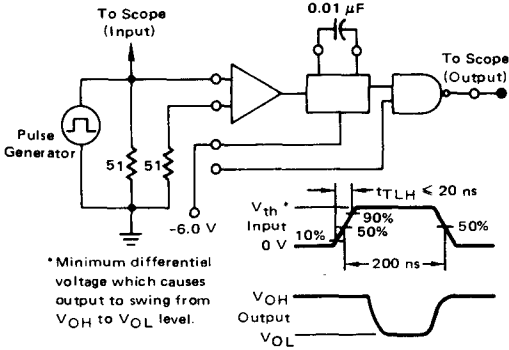 To Scope
(Input)
0.01 µF
To Scope
(Output)
Pulse
Generator
51
51
-6.0 V
tTLH ≤ 20 ns
Vth*
Input
0 V
90%
50%
10%
50%
200 ns
*Minimum differential
voltage which causes
output to swing from
VOH to VOL level.
VOH
Output
VOL